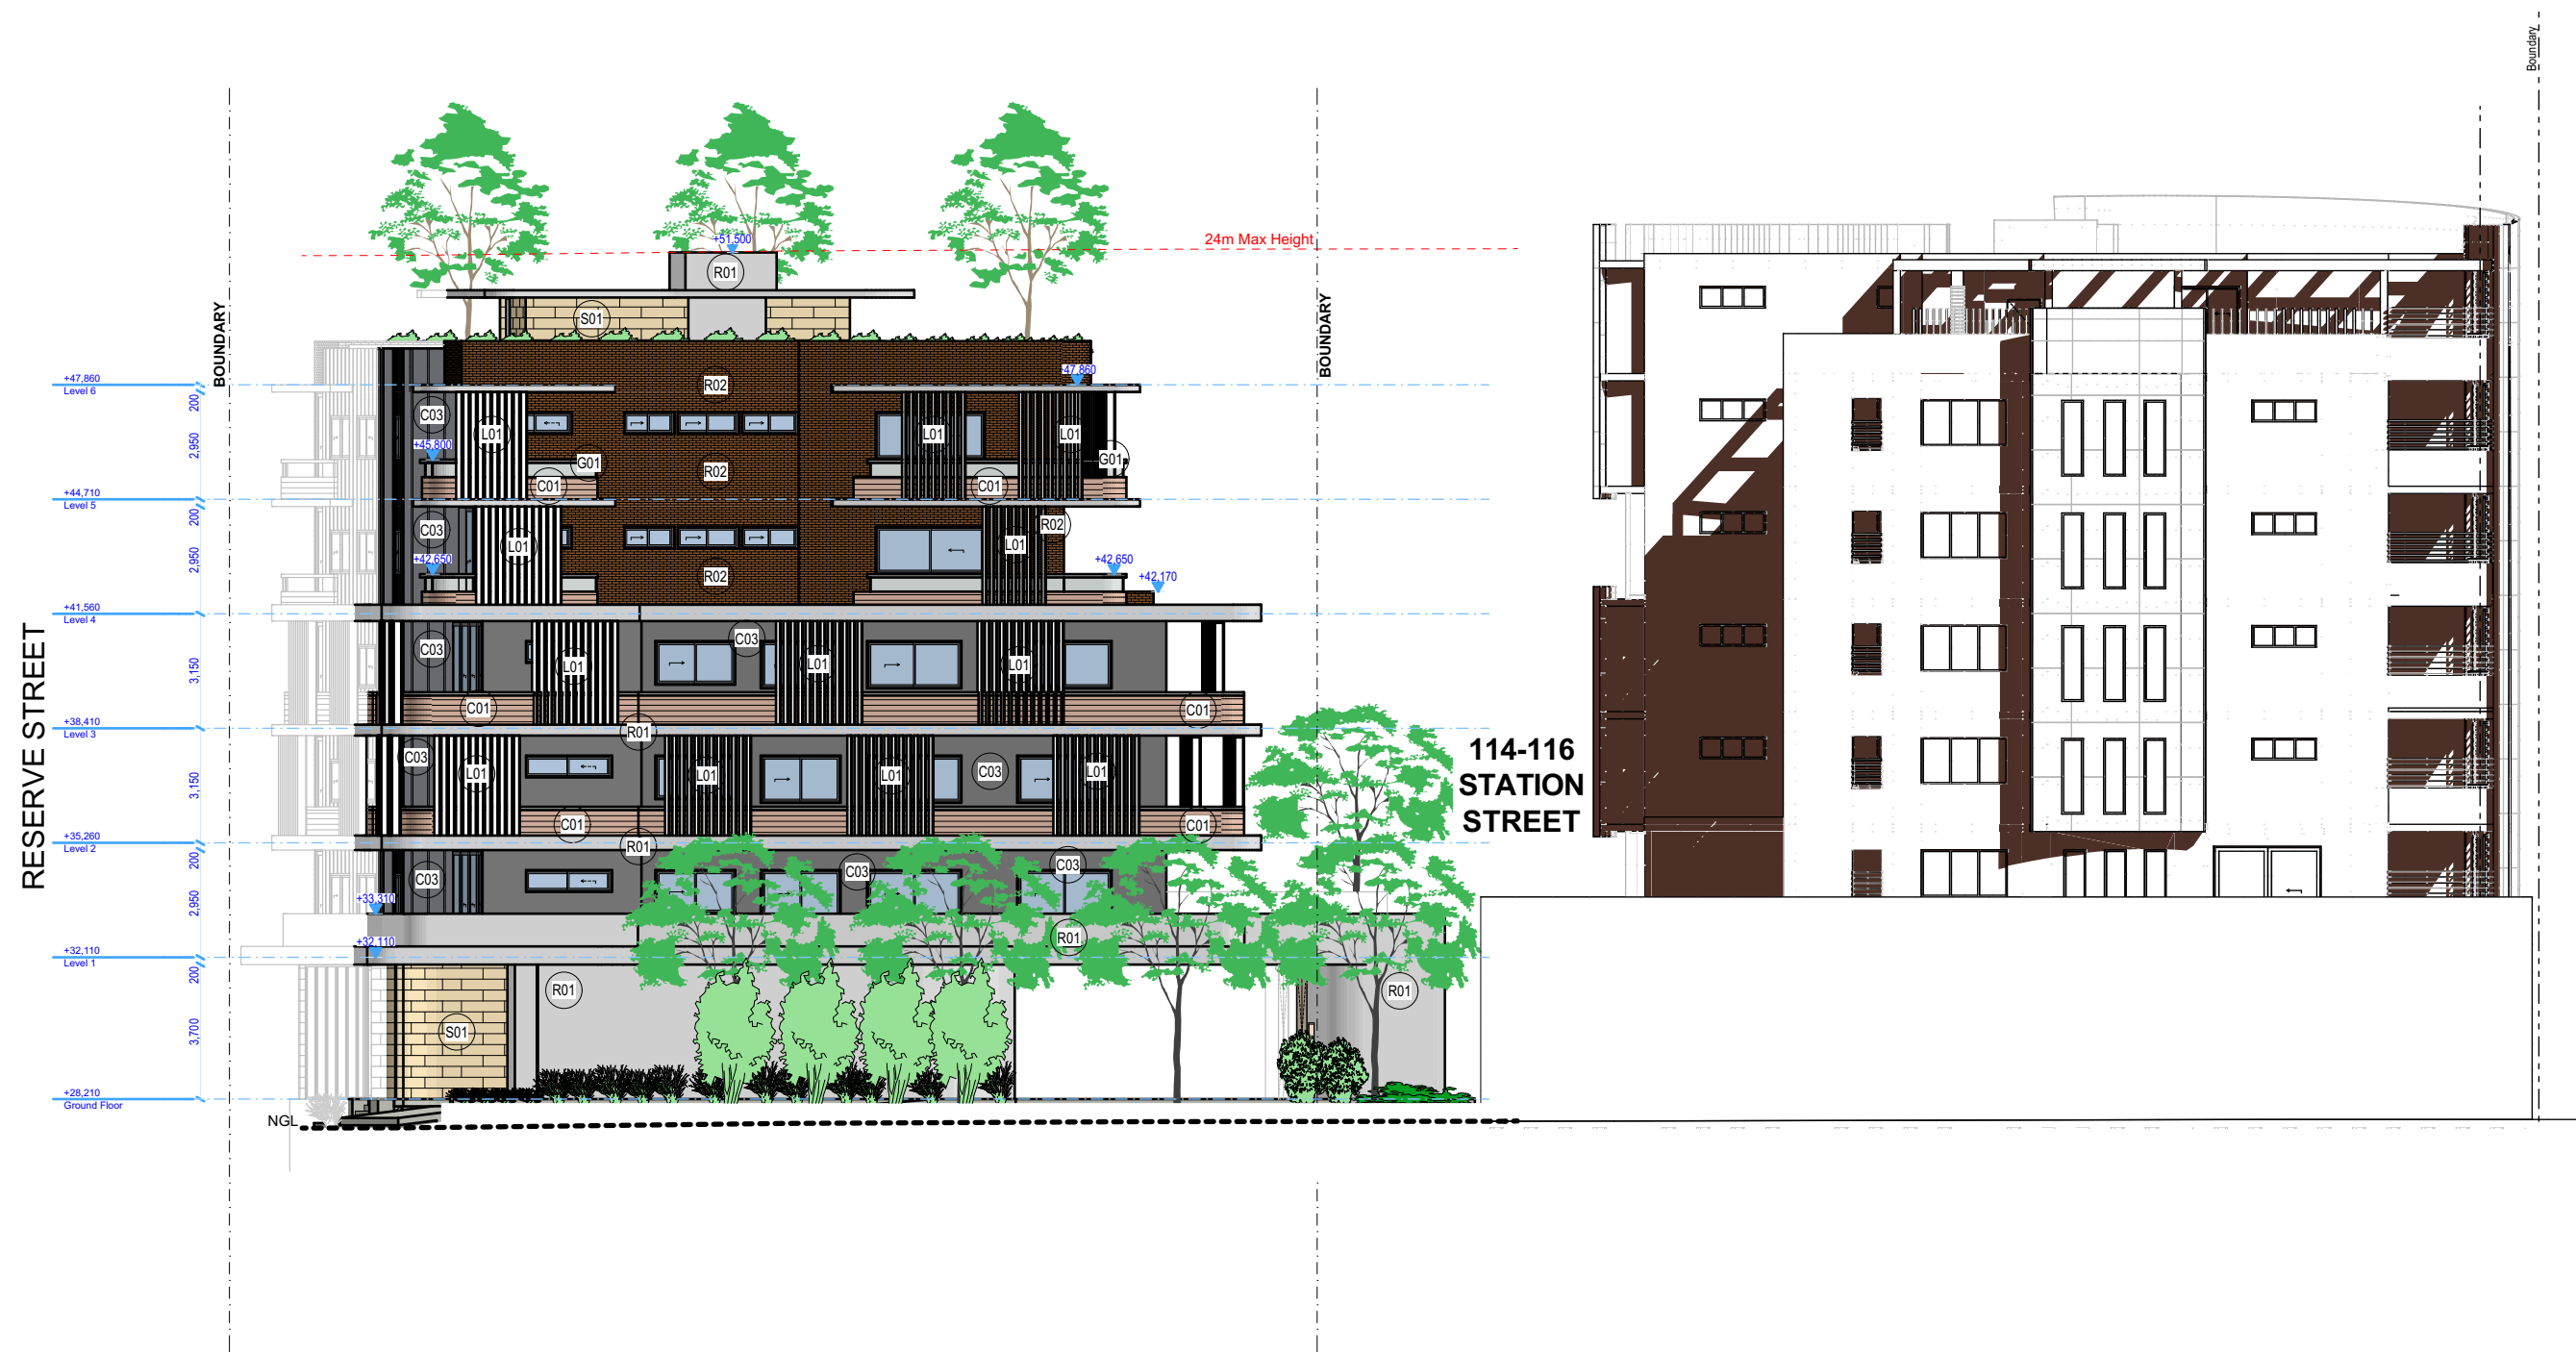 Boundary
24m Max Height
+51,500
R01
BOUNDARY
BOUNDARY
S01
+47,860
Level 6
200
R02
47,860
C03
L01
L01
L01
2,950
+45,800
G01
R02
G01
C01
C01
+44,710
Level 5
200
C03
L01
R02
L01
2,950
+42,650
R02
+42,650
+42,170
+41,560
Level 4
C03
C03
L01
L01
L01
3,150
C01
C01
+38,410
Level 3
R01
C03
L01
L01
L01
C03
L01
3,150
C01
C01
114-116
STATION
STREET
RESERVE STREET
+35,260
Level 2
R01
200
C03
C03
C03
2,950
+33,310
+32,110
R01
+32,110
Level 1
200
R01
R01
S01
3,700
+28,210
Ground Floor
NGL